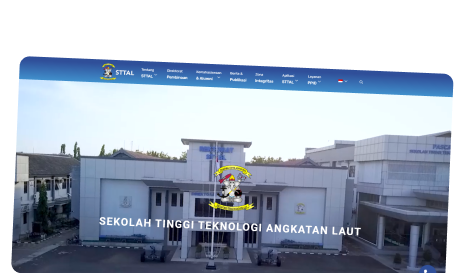 STTAL
Tentang
STTAL
Direktorat
Pembinaan
Kemahasiswaan
& Alumni
Berita &
Publikasi
Zona
Integritas
Aplikasi
STTAL
Layanan
PPID
SEKOLAH TINGGI TEKNOLOGI ANGKATAN LAUT